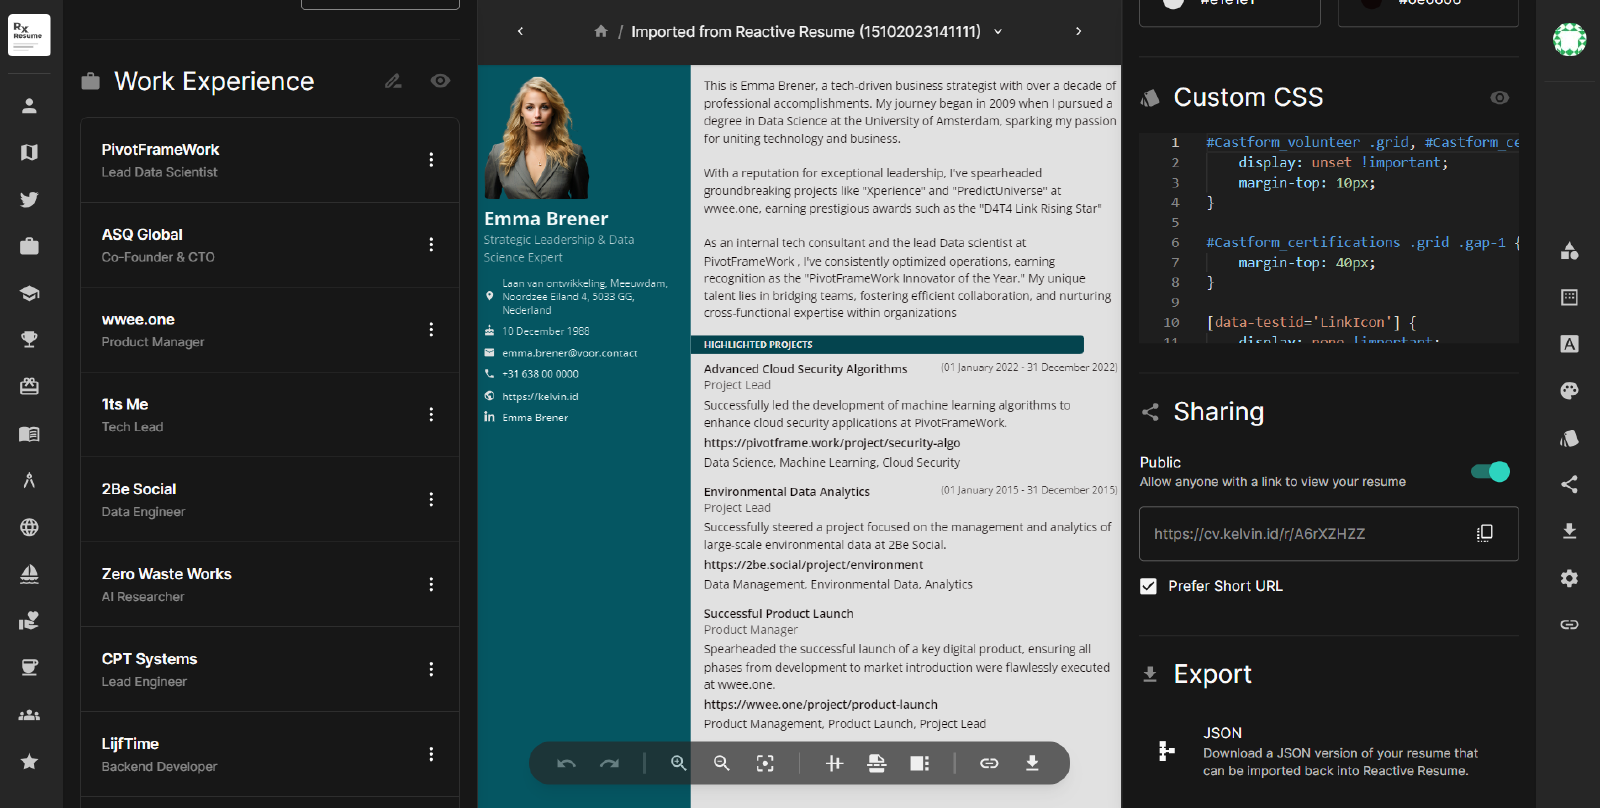 Rx
Resume
Work Experience
PivotFrameWork
Lead Data Scientist
ASQ Global
Co-Founder & CTO
wwee.one
Product Manager
1ts Me
Tech Lead
2Be Social
Data Engineer
Zero Waste Works
AI Researcher
CPT Systems
Lead Engineer
LijfTime
Backend Developer
/ Imported from Reactive Resume (15102023141111)
Emma Brener
Strategic Leadership & Data
Science Expert
Laan van ontwikkeling, Meeuwdam,
Noordzee Eiland 4, 5033 GG,
Nederland
10 December 1988
emma.brener@voor.contact
+31 638 00 0000
https://kelvin.id
Emma Brener
This is Emma Brener, a tech-driven business strategist with over a decade of
professional accomplishments. My journey began in 2009 when I pursued a
degree in Data Science at the University of Amsterdam, sparking my passion
for uniting technology and business.
With a reputation for exceptional leadership, I've spearheaded
groundbreaking projects like "Xperience" and "PredictUniverse" at
wwee.one, earning prestigious awards such as the "D4T4 Link Rising Star"
As an internal tech consultant and the lead Data scientist at
PivotFrameWork , I've consistently optimized operations, earning
recognition as the "PivotFrameWork Innovator of the Year." My unique
talent lies in bridging teams, fostering efficient collaboration, and nurturing
cross-functional expertise within organizations
HIGHLIGHTED PROJECTS
Advanced Cloud Security Algorithms (01 January 2022 - 31 December 2022)
Project Lead
Successfully led the development of machine learning algorithms to
enhance cloud security applications at PivotFrameWork.
https://pivotframe.work/project/security-algo
Data Science, Machine Learning, Cloud Security
Environmental Data Analytics (01 January 2015 - 31 December 2015)
Project Lead
Successfully steered a project focused on the management and analytics of
large-scale environmental data at 2Be Social.
https://2be.social/project/environment
Data Management, Environmental Data, Analytics
Successful Product Launch
Product Manager
Spearheaded the successful launch of a key digital product, ensuring all
phases from development to market introduction were flawlessly executed
at wwee.one.
https://wwee.one/project/product-launch
Product Management, Product Launch, Project Lead
Custom CSS
1 #Castform_volunteer .grid, #Castform_ce
2 display: unset !important;
3 margin-top: 10px;
4 }
5
6 #Castform_certifications .grid .gap-1 {
7 margin-top: 40px;
8 }
9
10 [data-testid='LinkIcon'] {
11 display: none !important;
Sharing
Public
Allow anyone with a link to view your resume
https://cv.kelvin.id/r/A6rXZHZZ
Prefer Short URL
Export
JSON
Download a JSON version of your resume that
can be imported back into Reactive Resume.